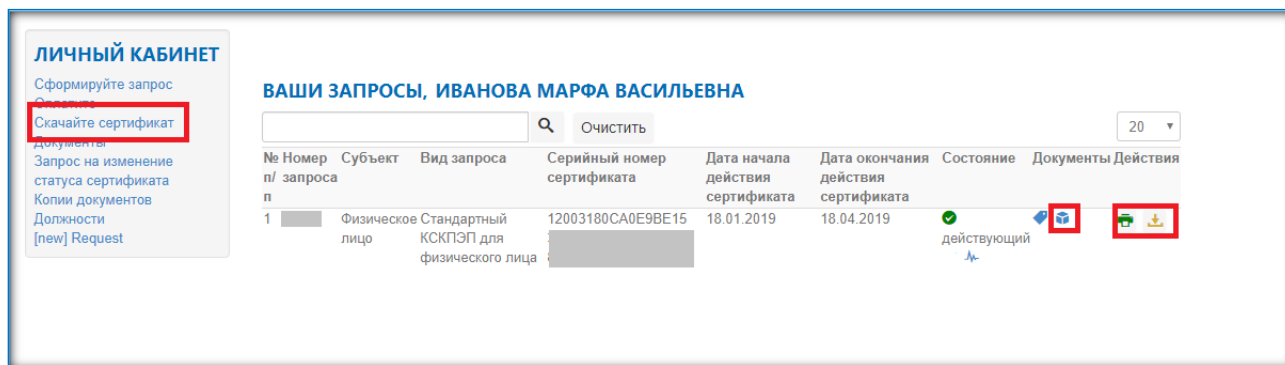 ЛИЧНЫЙ КАБИНЕТ
Сформируйте запрос
Оплатите
Скачайте сертификат
Документы
Запрос на изменение
статуса сертификата
Копии документов
Должности
[new] Request
ВАШИ ЗАПРОСЫ, ИВАНОВА МАРФА ВАСИЛЬЕВНА
Очистить
20
№ Номер Субъект Вид запроса Серийный номер Дата начала Дата окончания Состояние Документы Действия
п/ запроса сертификата действия действия
п сертификата сертификата
1 Физическое Стандартный 12003180CA0E9BE15 18.01.2019 18.04.2019
лицо КСКПЭП для действующий
физического лица